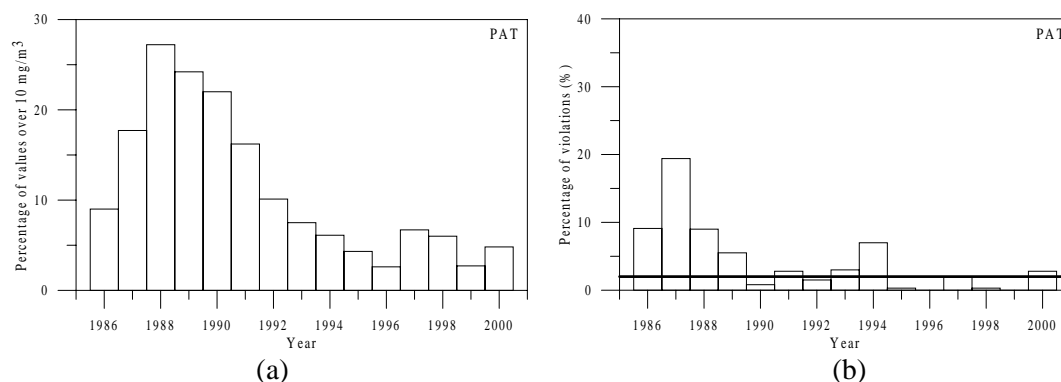 30
20
10
0
Percentage of values over 10 mg/m3
PAT
1986 1988 1990 1992 1994 1996 1998 2000
Year
(a)
40
30
20
10
0
Percentage of violations (%)
PAT
1986 1988 1990 1992 1994 1996 1998 2000
Year
(b)